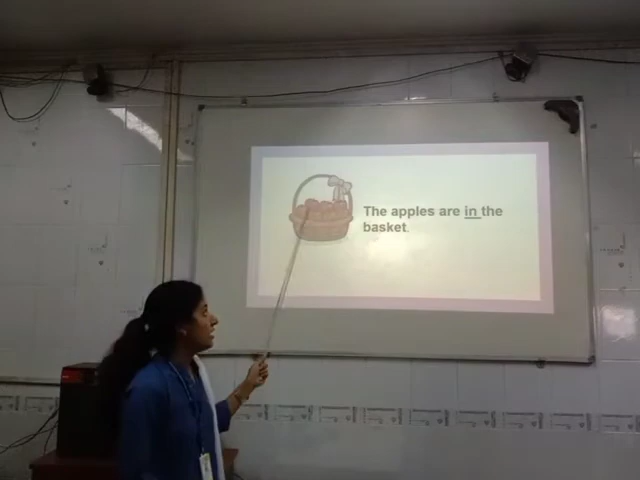 The apples are in the
basket.